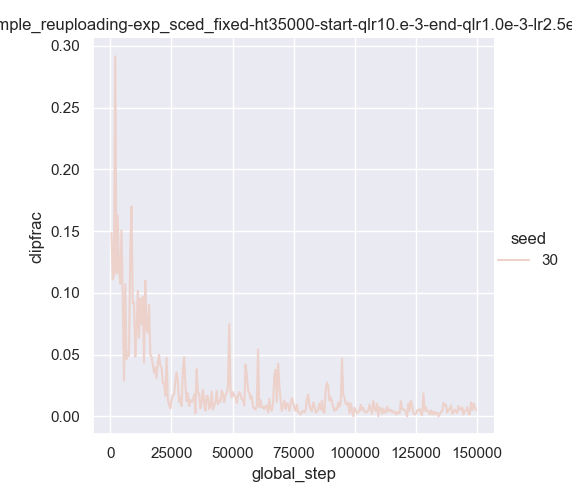 mple_reuploading-exp_sced_fixed-ht35000-start-qlr10.e-3-end-qlr1.0e-3-lr2.5e
0.30
0.25
0.20
0.15
0.10
0.05
0.00
clipfrac
seed
30
0 25000 50000 75000 100000 125000 150000
global_step